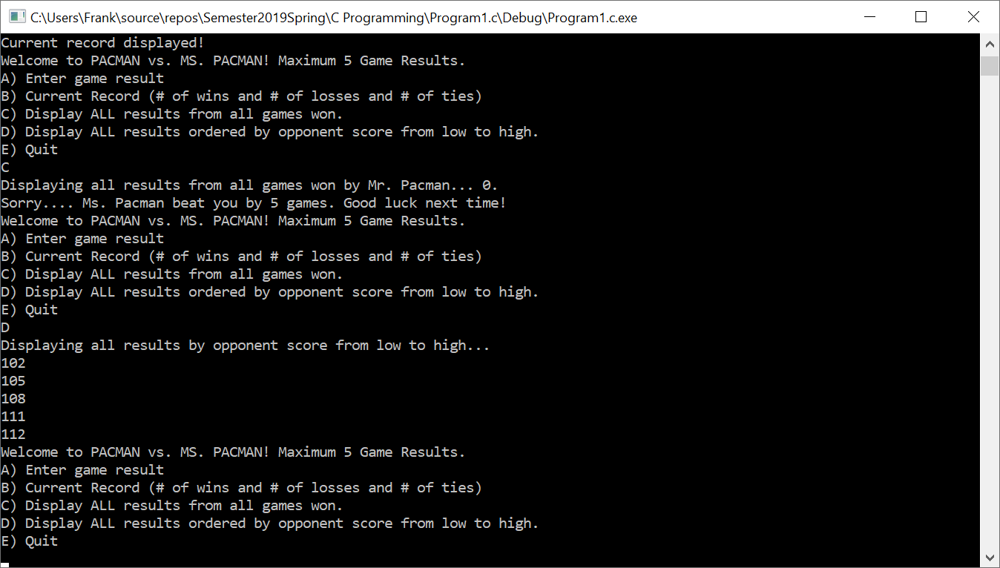 C:\Users\Frank\source\repos\Semester2019Spring\C Programming\Program1.c\Debug\Program1.c.exe
Current record displayed!
Welcome to PACMAN vs. MS. PACMAN! Maximum 5 Game Results.
A) Enter game result
B) Current Record (# of wins and # of losses and # of ties)
C) Display ALL results from all games won.
D) Display ALL results ordered by opponent score from low to high.
E) Quit
C
Displaying all results from all games won by Mr. Pacman... 0.
Sorry.... Ms. Pacman beat you by 5 games. Good luck next time!
Welcome to PACMAN vs. MS. PACMAN! Maximum 5 Game Results.
A) Enter game result
B) Current Record (# of wins and # of losses and # of ties)
C) Display ALL results from all games won.
D) Display ALL results ordered by opponent score from low to high.
E) Quit
D
Displaying all results by opponent score from low to high...
102
105
108
111
112
Welcome to PACMAN vs. MS. PACMAN! Maximum 5 Game Results.
A) Enter game result
B) Current Record (# of wins and # of losses and # of ties)
C) Display ALL results from all games won.
D) Display ALL results ordered by opponent score from low to high.
E) Quit